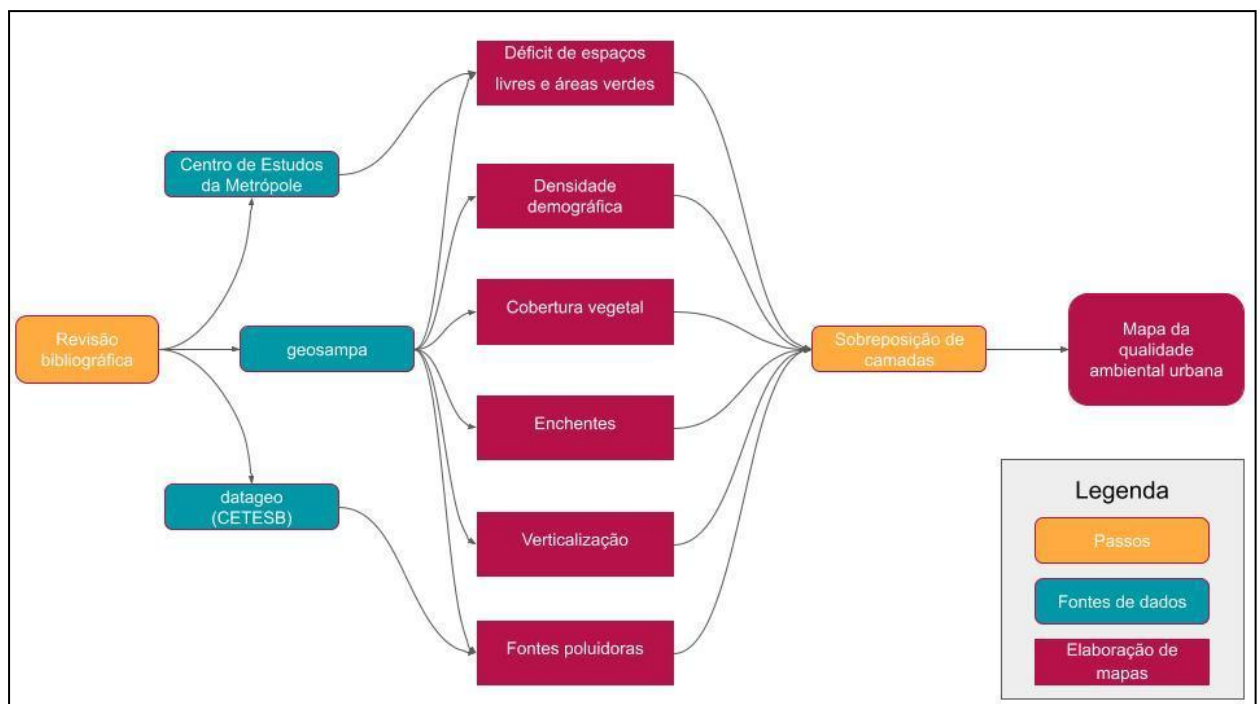 Déficit de espaços
livres e áreas verdes
Centro de Estudos
da Metrópole
Densidade
demográfica
Cobertura vegetal
Revisão
bibliográfica
geosampa
Sobreposição de
camadas
Mapa da
qualidade
ambiental urbana
Enchentes
datageo
(CETESB)
Verticalização
Fontes poluidoras
Legenda
Passos
Fontes de dados
Elaboração de
mapas